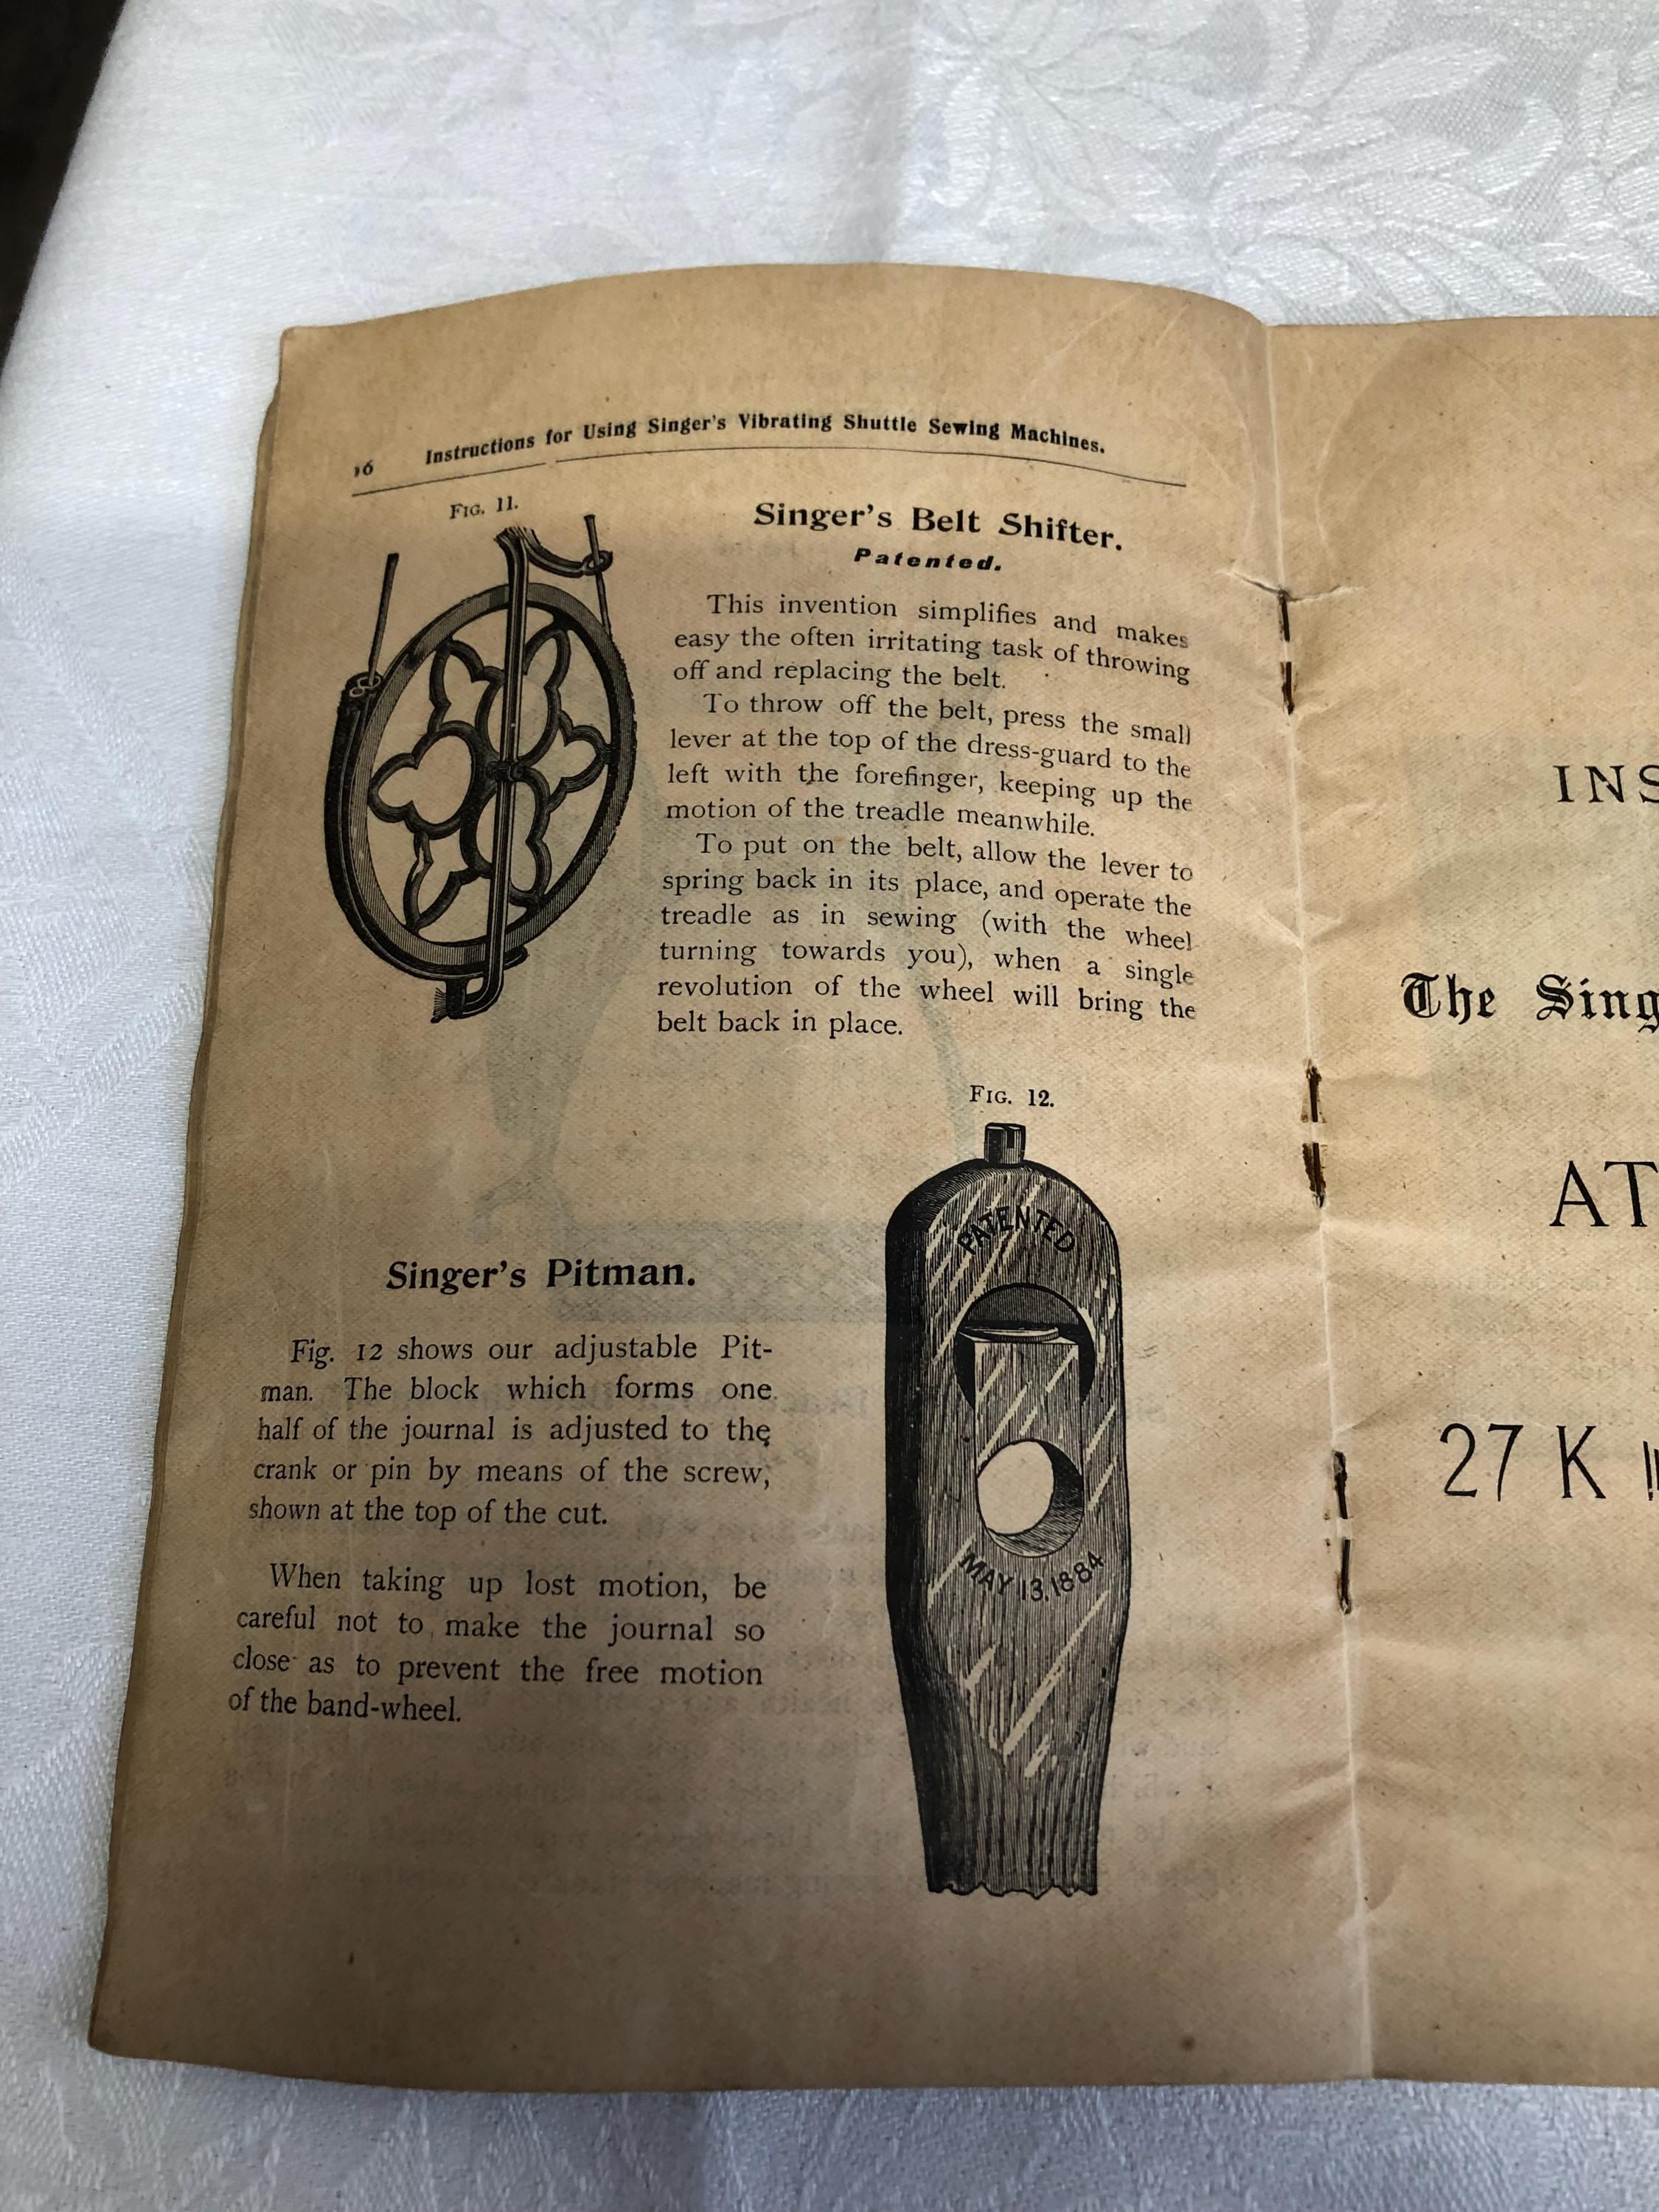 16 Instructions for Using Singer's Vibrating Shuttle Sewing Machines.
FIG. 11.
Singer's Belt Shifter.
Patented.
This invention simplifies and makes
easy the often irritating task of throwing
off and replacing the belt.
To throw off the belt, press the small
lever at the top of the dress-guard to the
left with the forefinger, keeping up the
motion of the treadle meanwhile.
To put on the belt, allow the lever to
spring back in its place, and operate the
treadle as in sewing (with the wheel
turning towards you), when a single
revolution of the wheel will bring the
belt back in place.
FIG. 12.
PATENTED
MAY 13.1884
Singer's Pitman.
Fig. 12 shows our adjustable Pit-
man. The block which forms one
half of the journal is adjusted to the
crank or pin by means of the screw,
shown at the top of the cut.
When taking up lost motion, be
careful not to make the journal so
close as to prevent the free motion
of the band-wheel.
INS
The Sing
AT
27 K